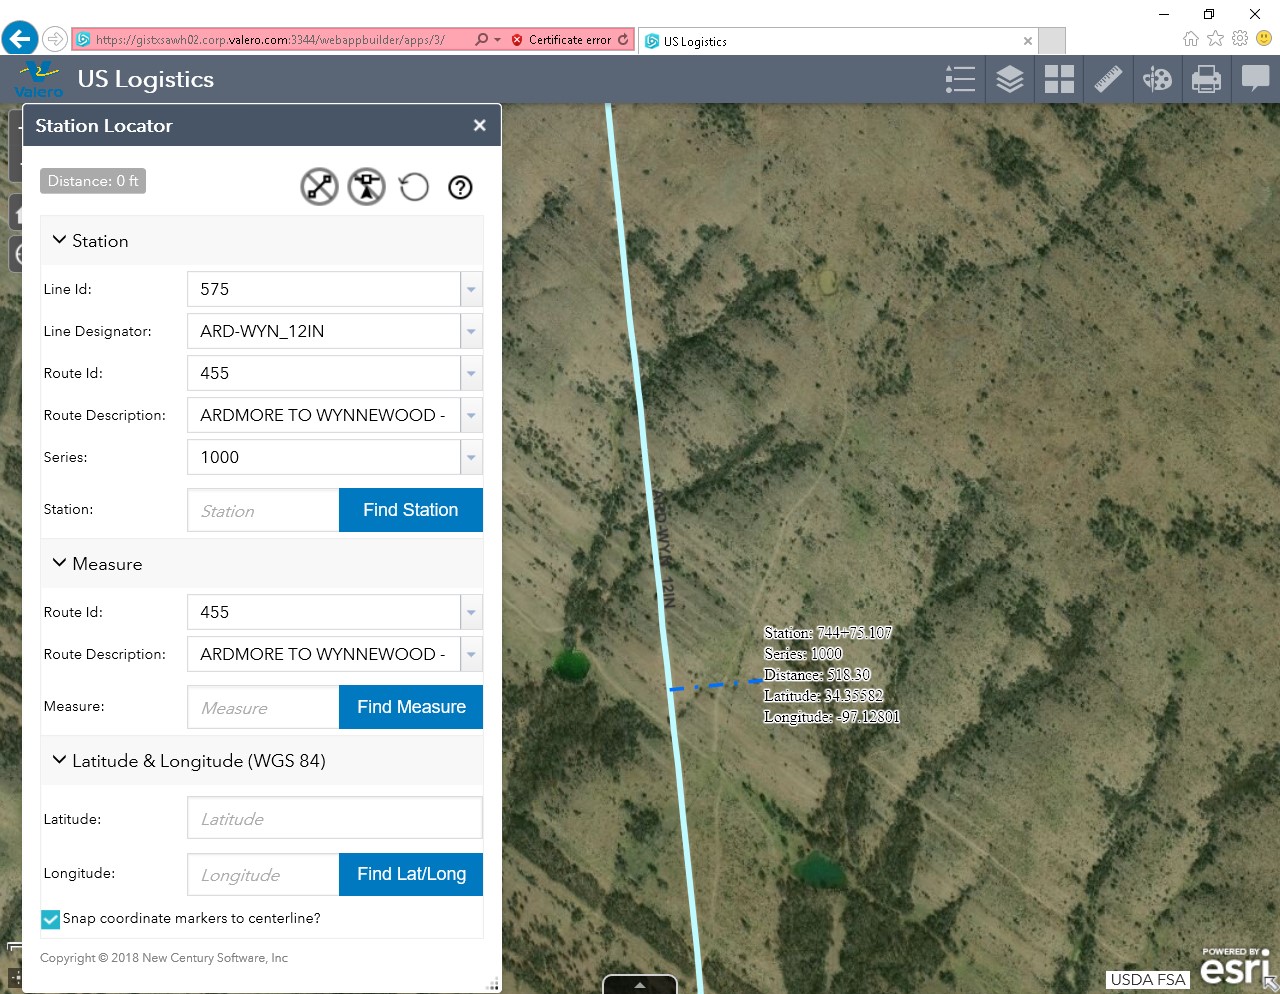 https://gistxsawh02.corp.valero.com:3344/webappbuilder/apps/3/
Certificate error
US Logistics
Valero
US Logistics
Station Locator
Distance: 0 ft
Station
Line Id:
575
Line Designator:
ARD-WYN_12IN
Route Id:
455
Route Description:
ARDMORE TO WYNNEWOOD -
Series:
1000
Station:
Station
Find Station
Measure
Route Id:
455
Route Description:
ARDMORE TO WYNNEWOOD -
Measure:
Measure
Find Measure
Latitude & Longitude (WGS 84)
Latitude:
Latitude
Longitude:
Longitude
Find Lat/Long
Snap coordinate markers to centerline?
Copyright © 2018 New Century Software, Inc
ARD-WYN_12IN
Station: 744+75.107
Series: 1000
Distance: 518.30
Latitude: 34.35582
Longitude: -97.12801
POWERED BY
esri
USDA FSA